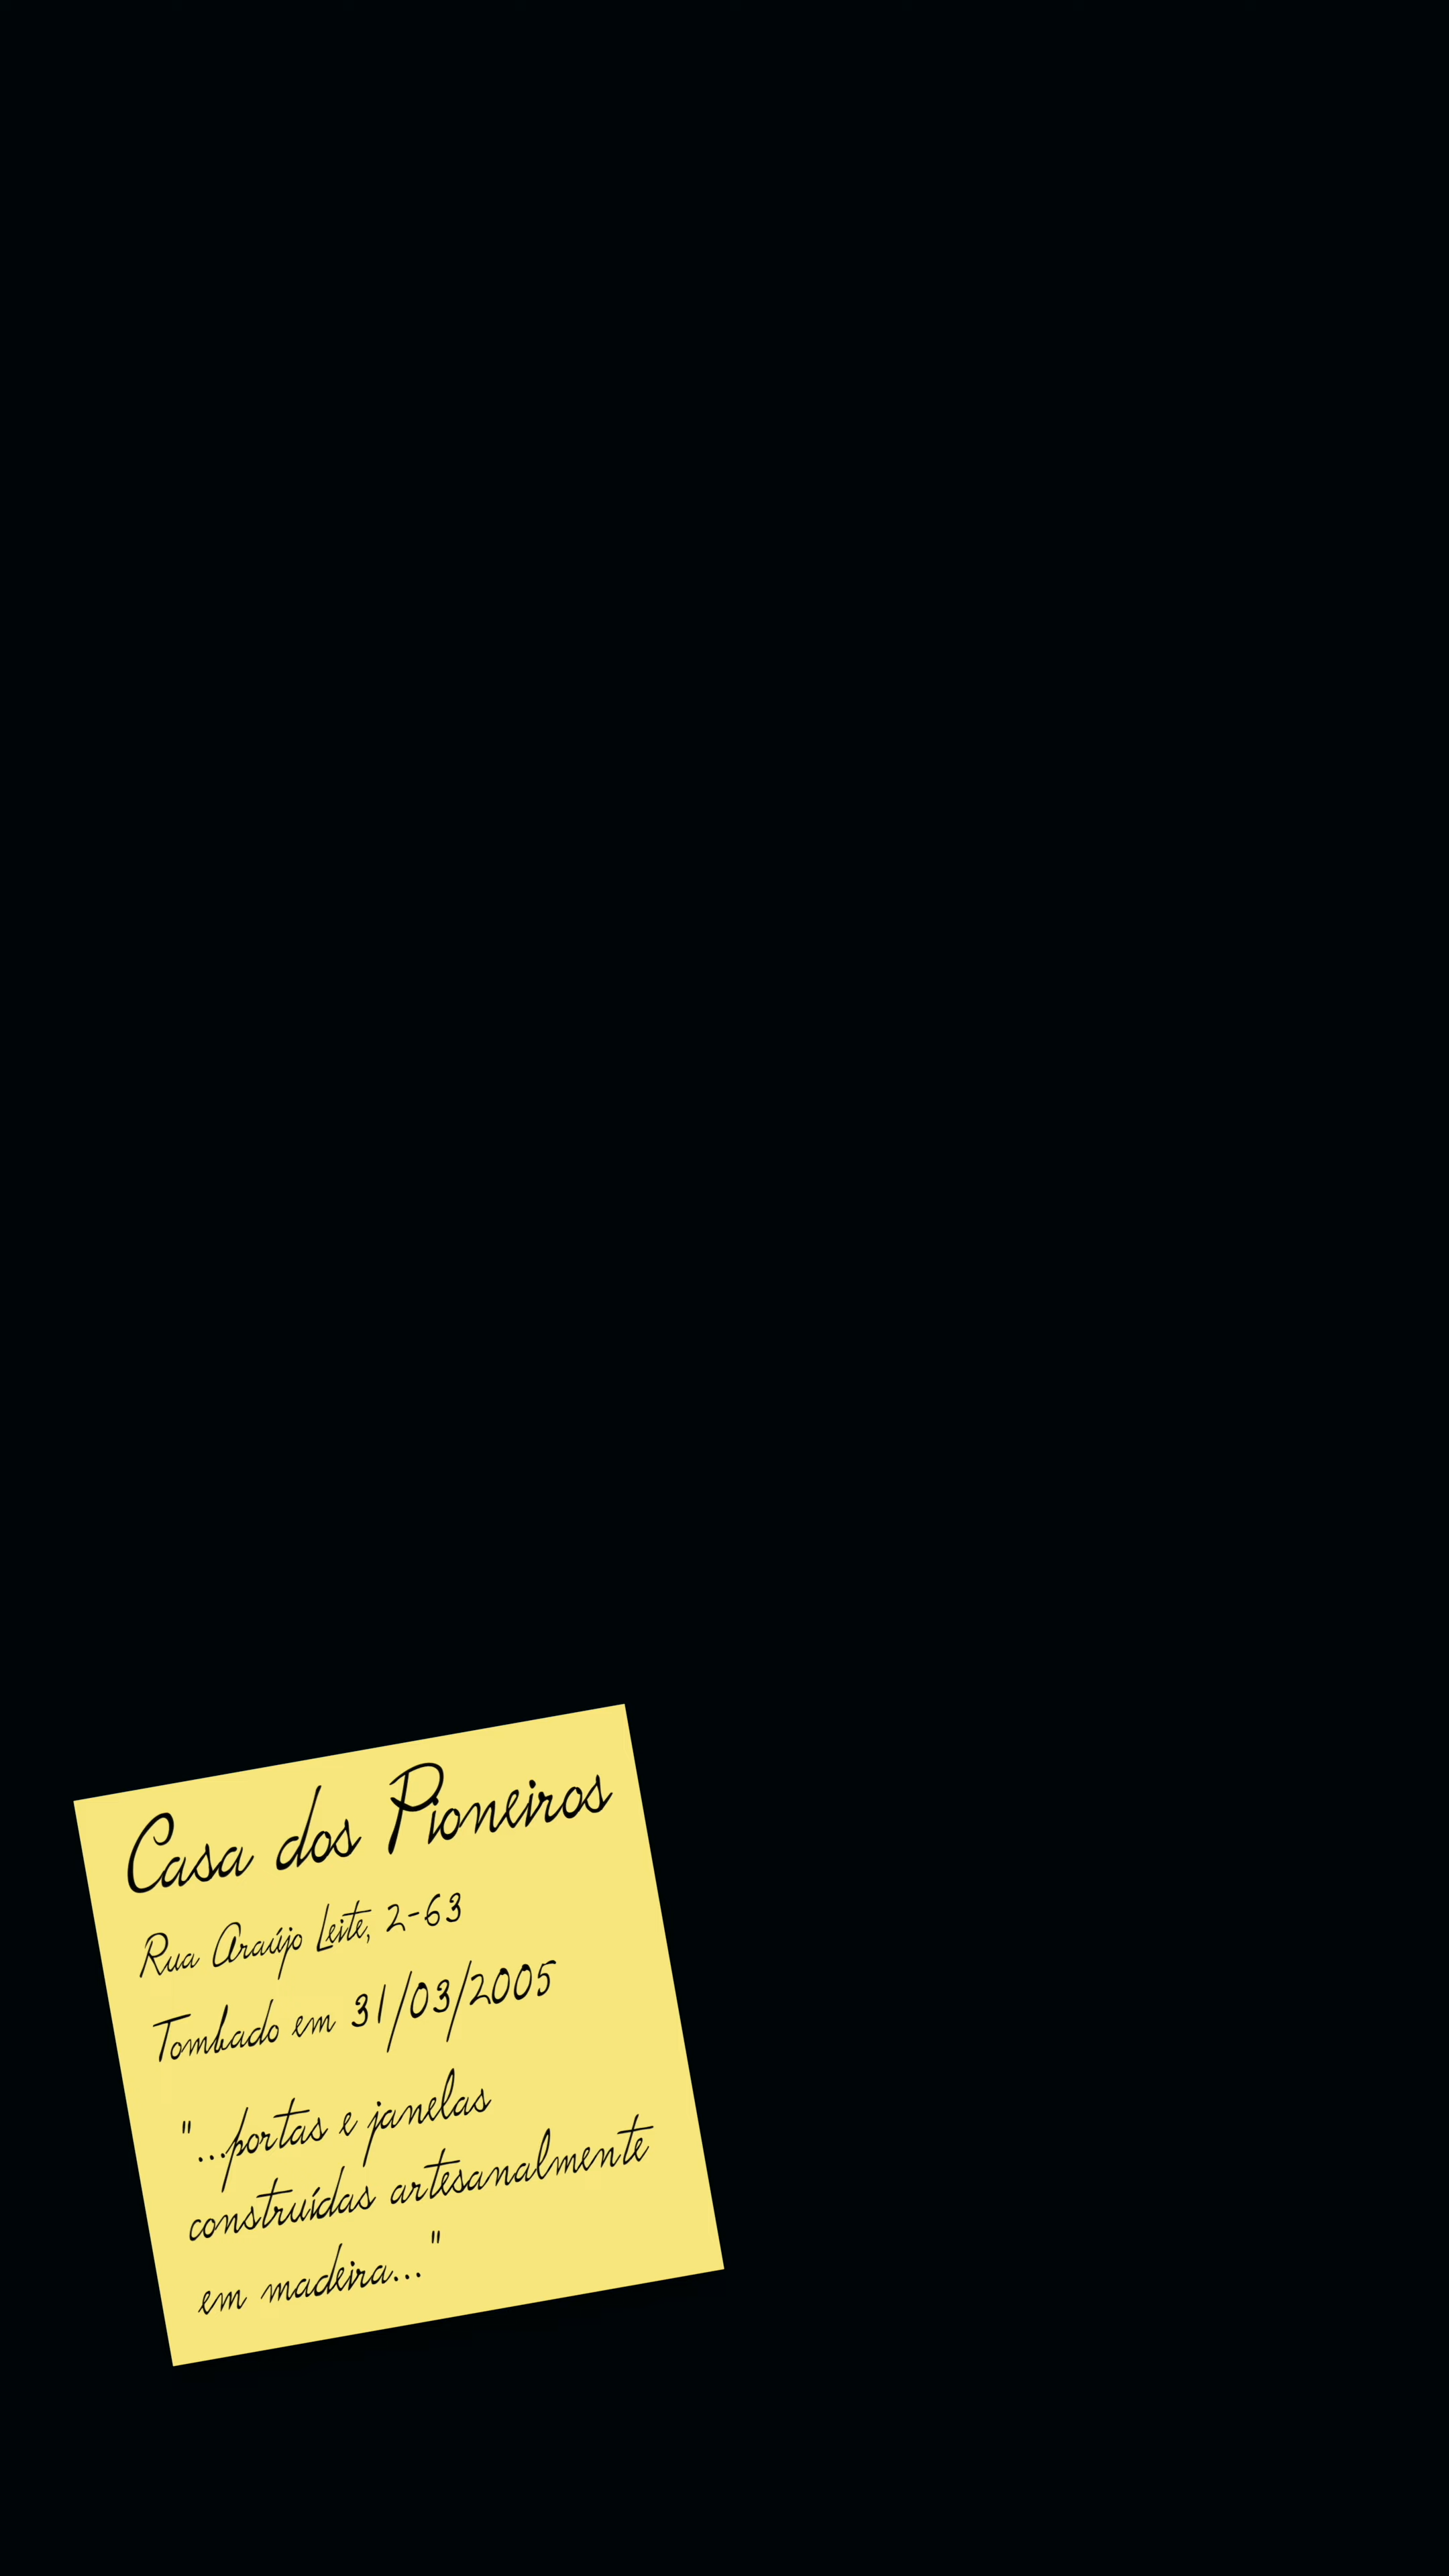 Casa dos Pioneiros
Rua Araújo Leite, 2-63
Tombado em 31/03/2005
"...portas e janelas
construídas artesanalmente
em madeira..."